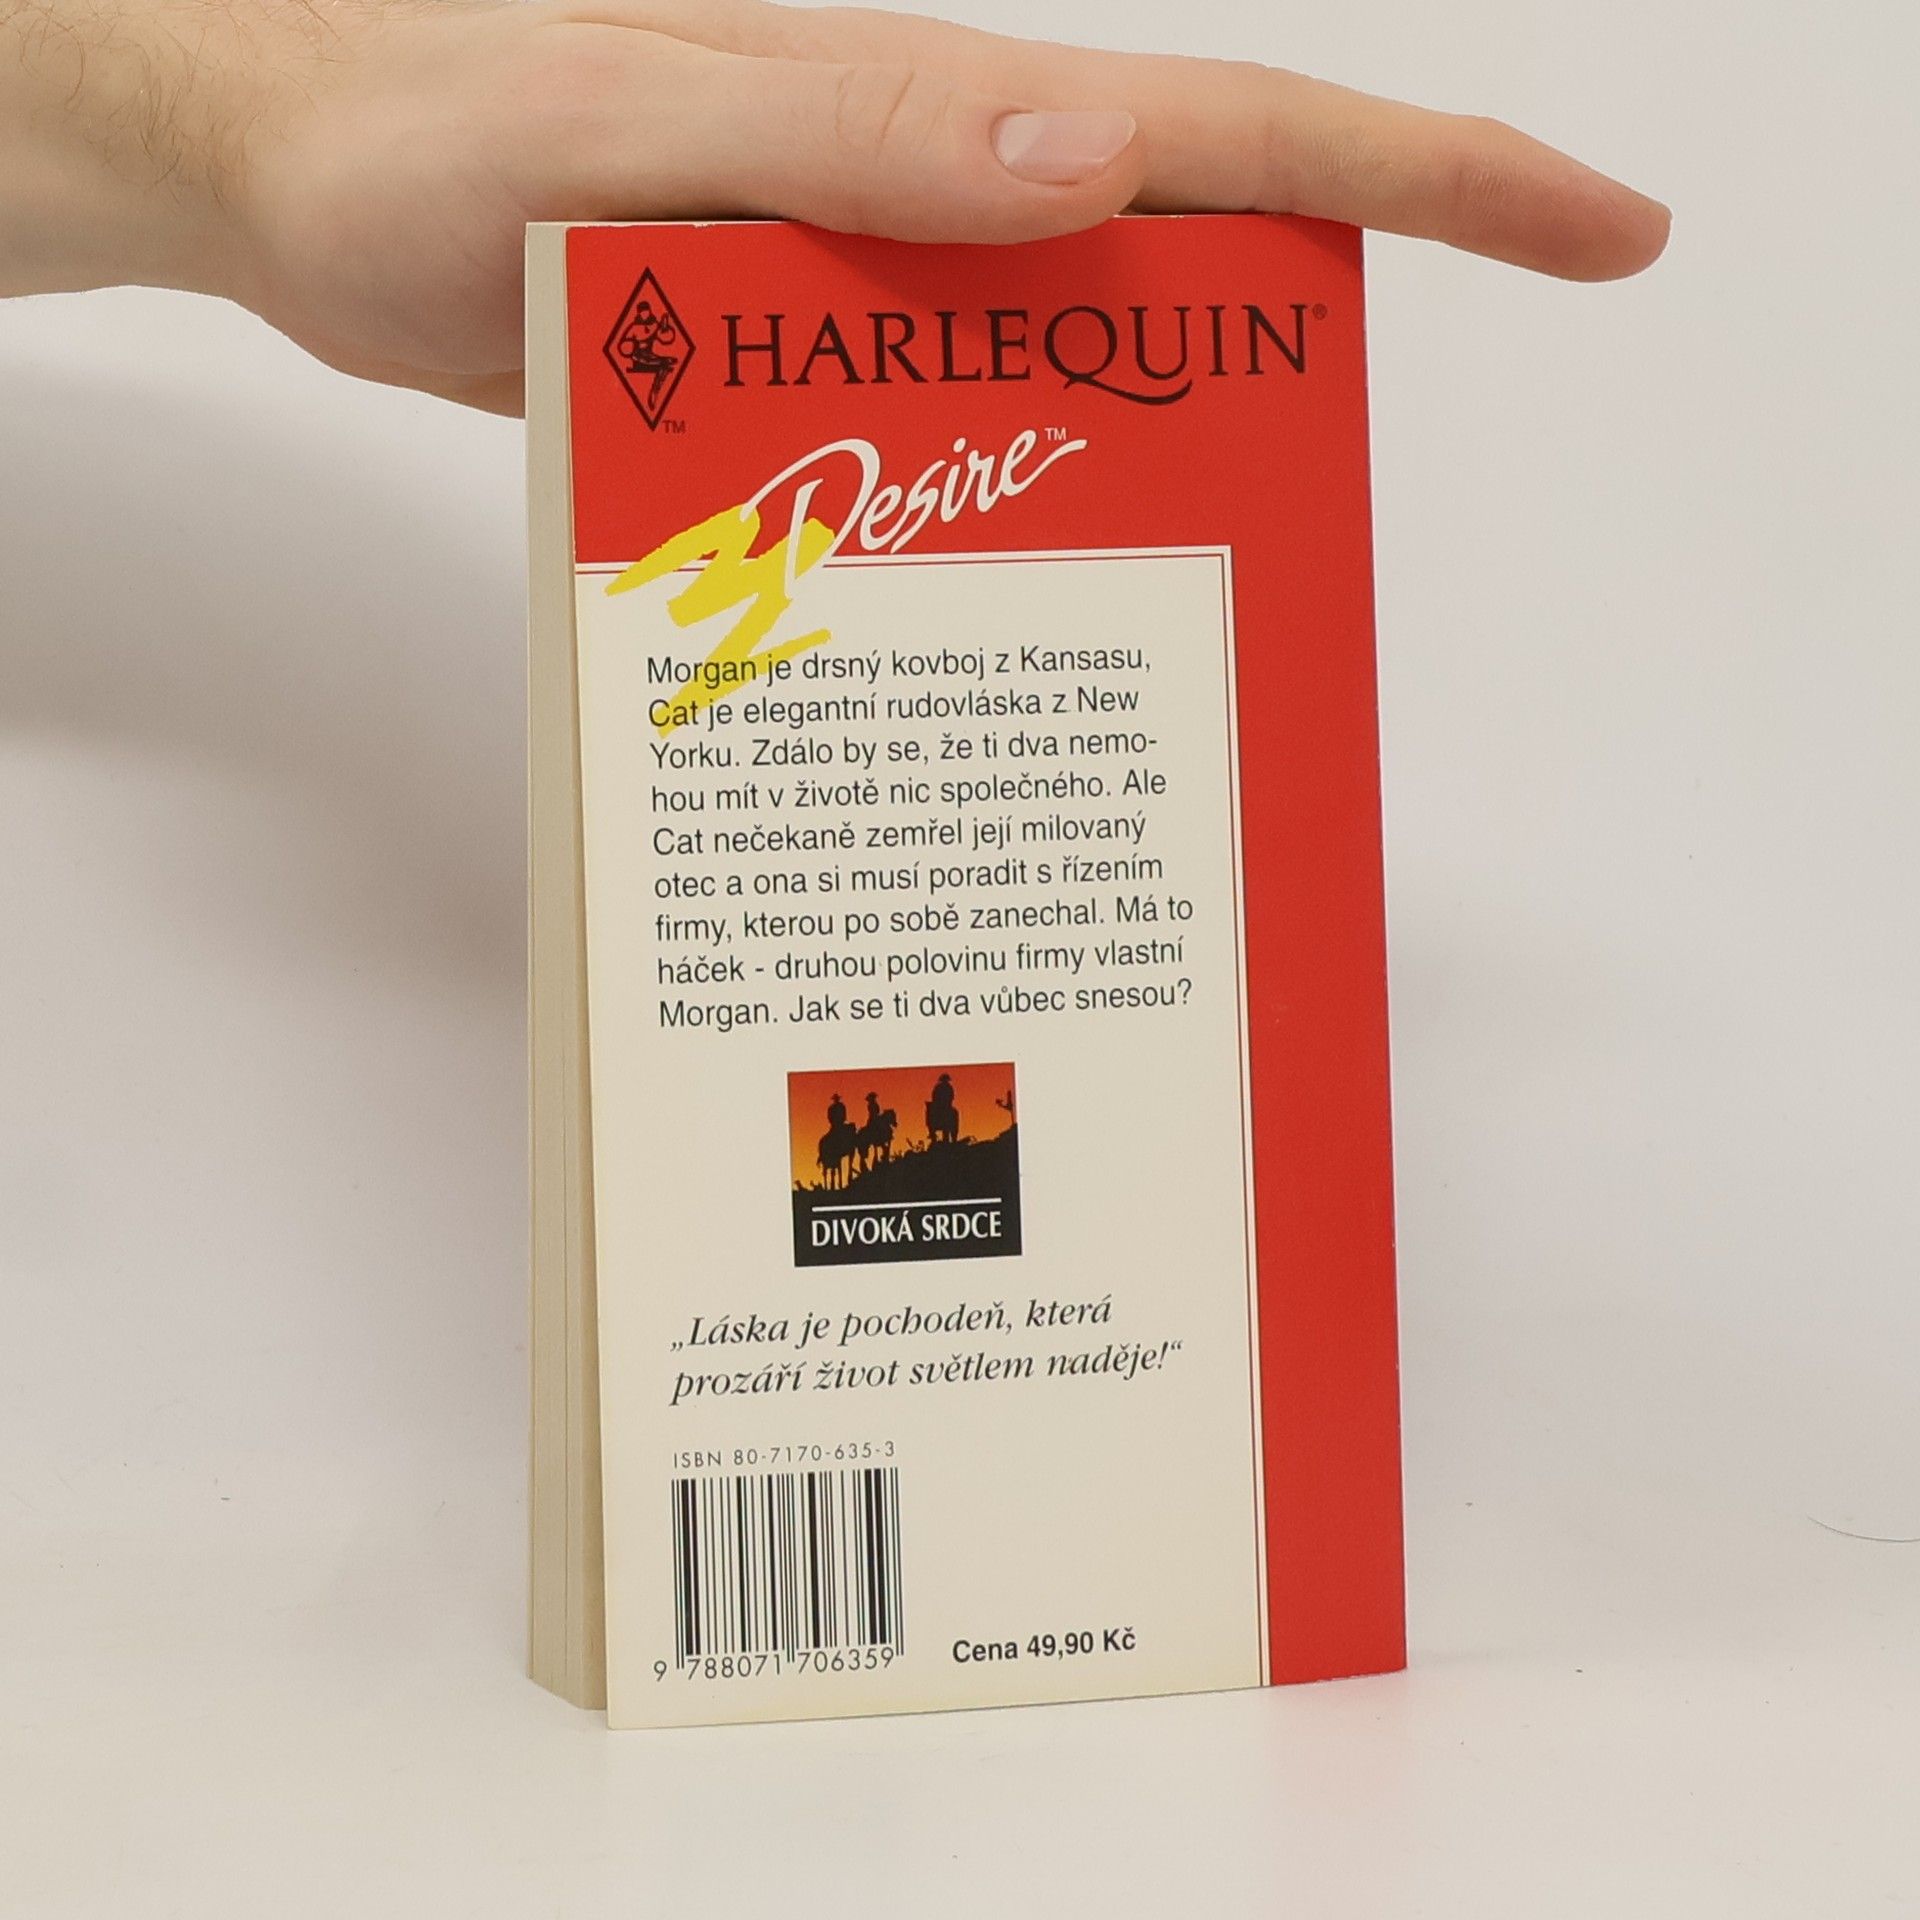 HARLEQUIN®
TM
Desire™
Morgan je drsný kovboj z Kansasu,
Cat je elegantní rudovláska z New
Yorku. Zdálo by se, že ti dva nemo-
hou mít v životě nic společného. Ale
Cat nečekaně zemřel její milovaný
otec a ona si musí poradit s řízením
firmy, kterou po sobě zanechal. Má to
háček - druhou polovinu firmy vlastní
Morgan. Jak se ti dva vůbec snesou?
DIVOKÁ SRDCE
„Láska je pochodeň, která
prozáří život světlem naděje!“
ISBN 80-7170-635-3
9 788071 706359
Cena 49,90 Kč